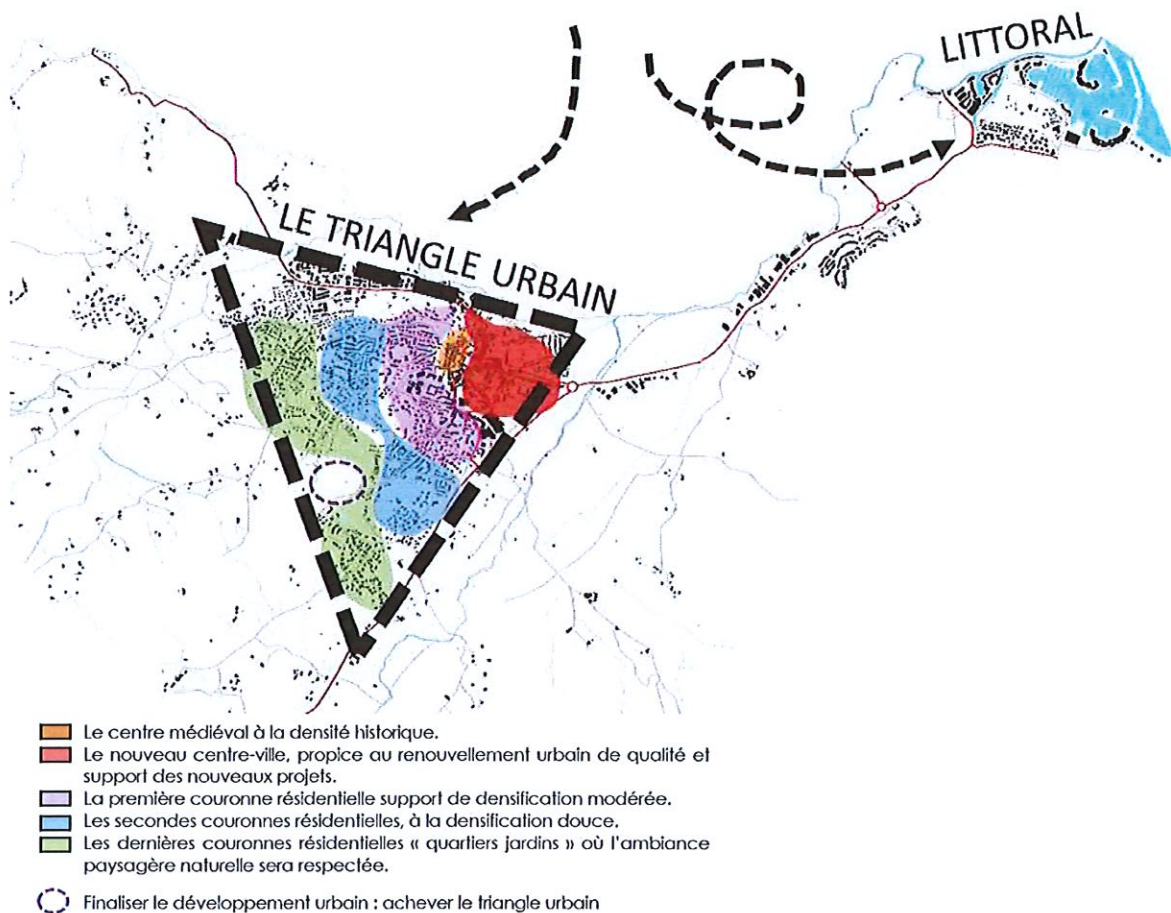 LITTORAL
LE TRIANGLE URBAIN
Le centre médiéval à la densité historique.
Le nouveau centre-ville, propice au renouvellement urbain de qualité et
support des nouveaux projets.
La première couronne résidentielle support de densification modérée.
Les secondes couronnes résidentielles, à la densification douce.
Les dernières couronnes résidentielles « quartiers jardins » où l'ambiance
paysagère naturelle sera respectée.
Finaliser le développement urbain : achever le triangle urbain